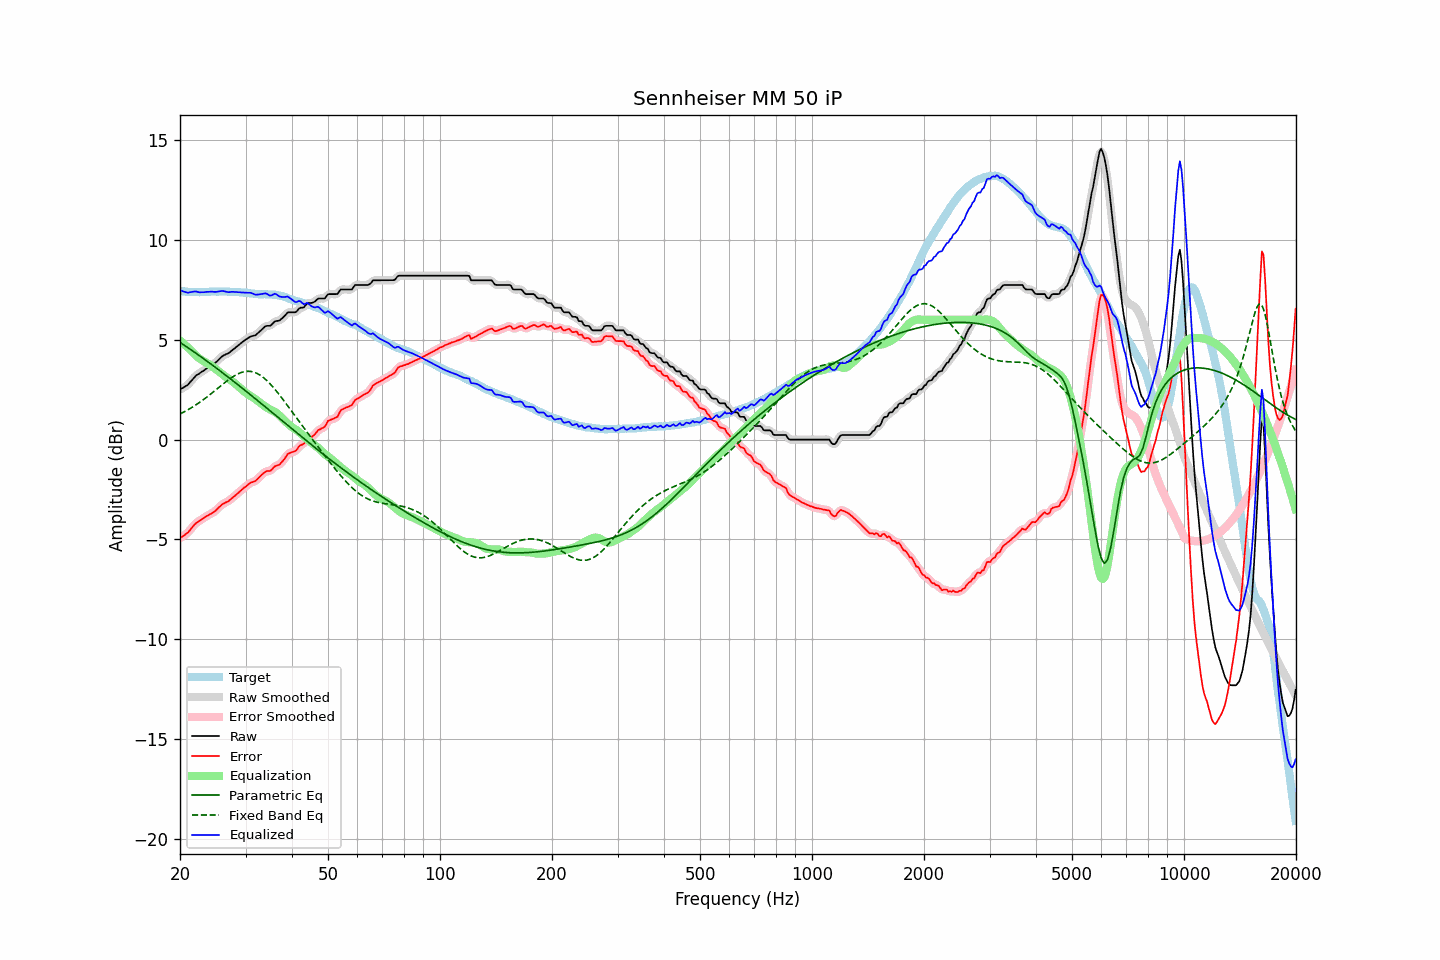 Sennheiser MM 50 iP
Amplitude (dBr)
15
10
5
0
−5
−10
−15
−20
Target
Raw Smoothed
Error Smoothed
Raw
Error
Equalization
Parametric Eq
Fixed Band Eq
Equalized
20
50
100
200
500
1000
2000
5000
10000
20000
Frequency (Hz)